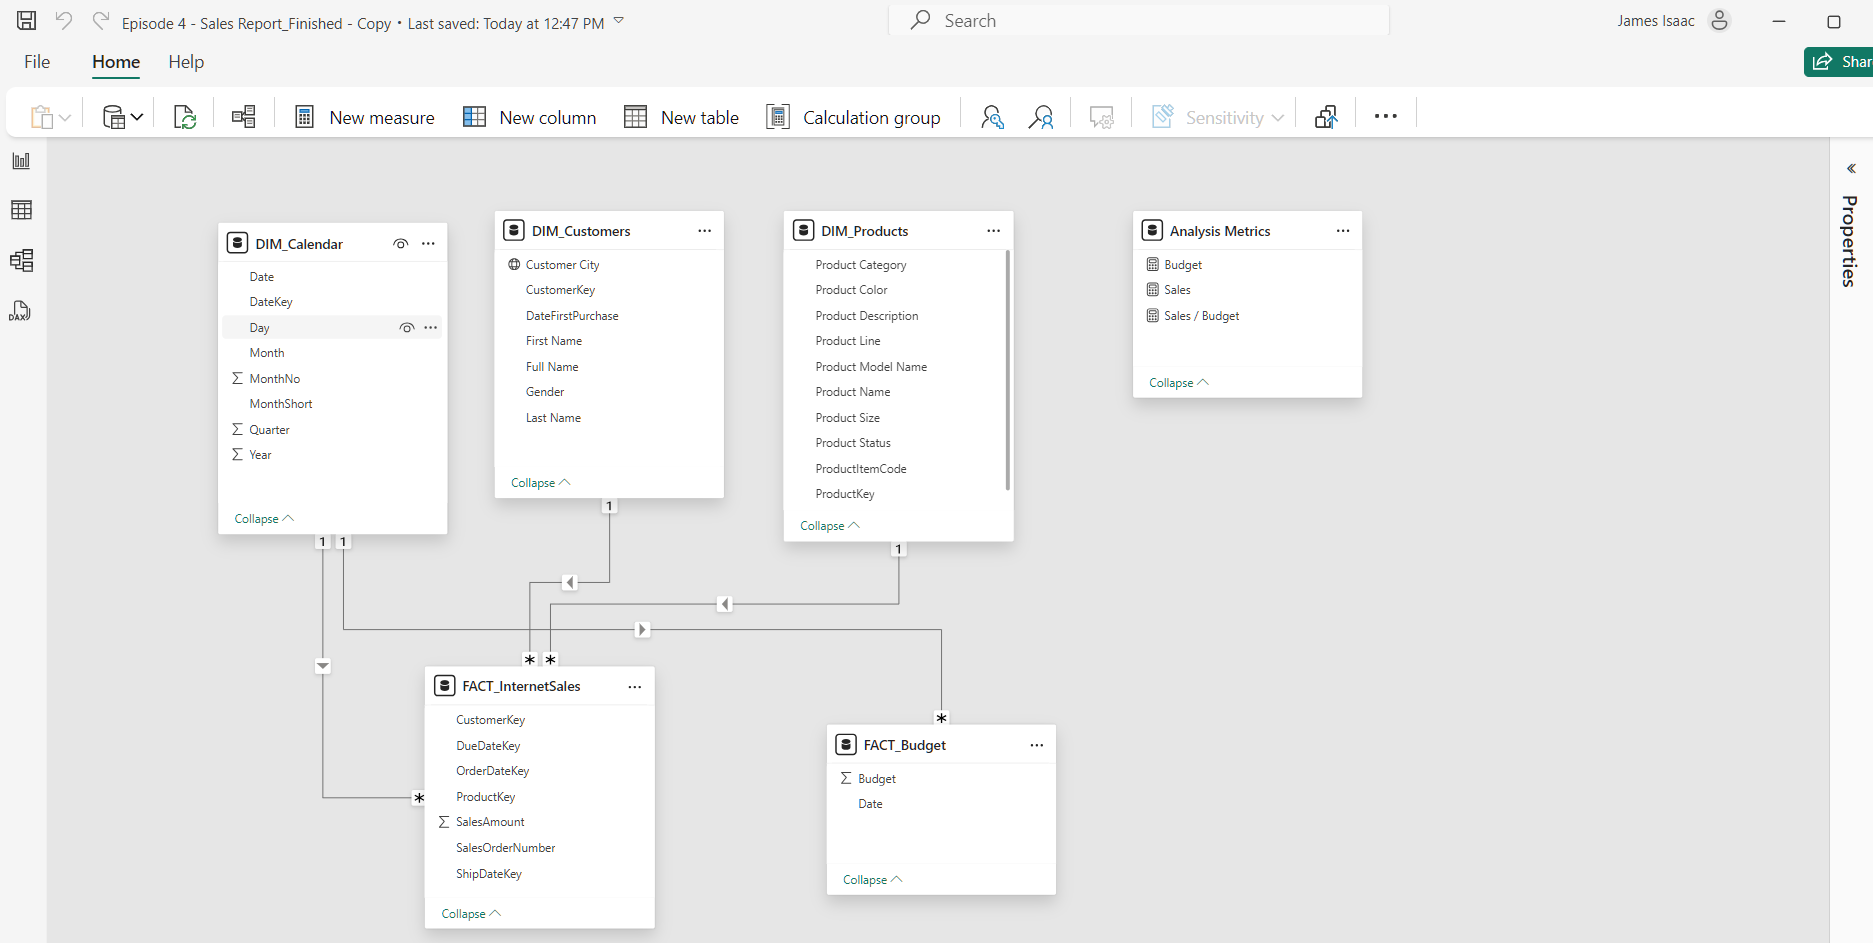 Episode 4 - Sales Report_Finished - Copy • Last saved: Today at 12:47 PM
Search
James Isaac
File Home Help
Shar
New measure New column New table Calculation group Sensitivity
Properties
DAX
DIM_Calendar
Date
DateKey
Day
Month
MonthNo
MonthShort
Quarter
Year
Collapse
1 1
DIM_Customers
Customer City
CustomerKey
DateFirstPurchase
First Name
Full Name
Gender
Last Name
Collapse
1
DIM_Products
Product Category
Product Color
Product Description
Product Line
Product Model Name
Product Name
Product Size
Product Status
ProductItemCode
ProductKey
Collapse
1
Analysis Metrics
Budget
Sales
Sales / Budget
Collapse
* *
*
FACT_InternetSales
CustomerKey
DueDateKey
OrderDateKey
ProductKey
SalesAmount
SalesOrderNumber
ShipDateKey
Collapse
*
FACT_Budget
Budget
Date
Collapse